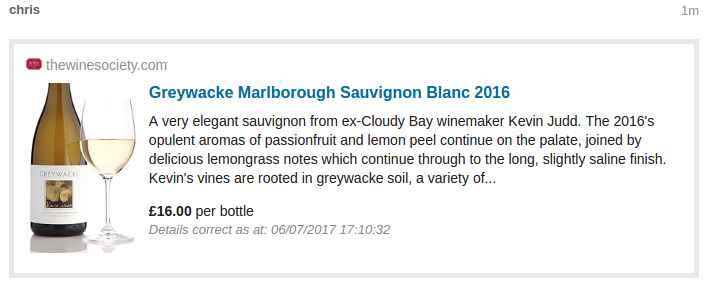 chris 1m
thewinesociety.com
Greywacke Marlborough Sauvignon Blanc 2016
A very elegant sauvignon from ex-Cloudy Bay winemaker Kevin Judd. The 2016's
opulent aromas of passionfruit and lemon peel continue on the palate, joined by
delicious lemongrass notes which continue through to the long, slightly saline finish.
Kevin's vines are rooted in greywacke soil, a variety of...
£16.00 per bottle
Details correct as at: 06/07/2017 17:10:32
GREYWACKE